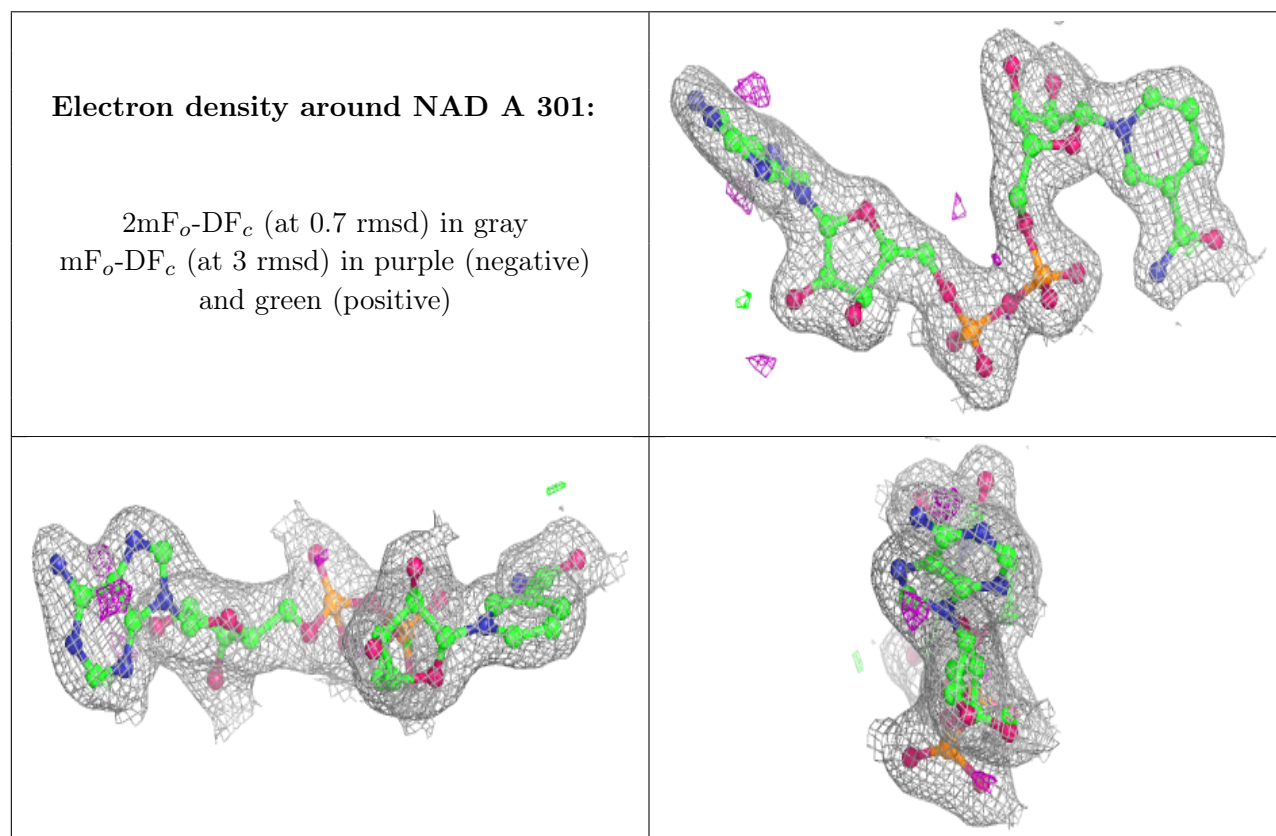 Electron density around NAD A 301:
2mFₒ-DF𝒸 (at 0.7 rmsd) in gray
mFₒ-DF𝒸 (at 3 rmsd) in purple (negative)
and green (positive)